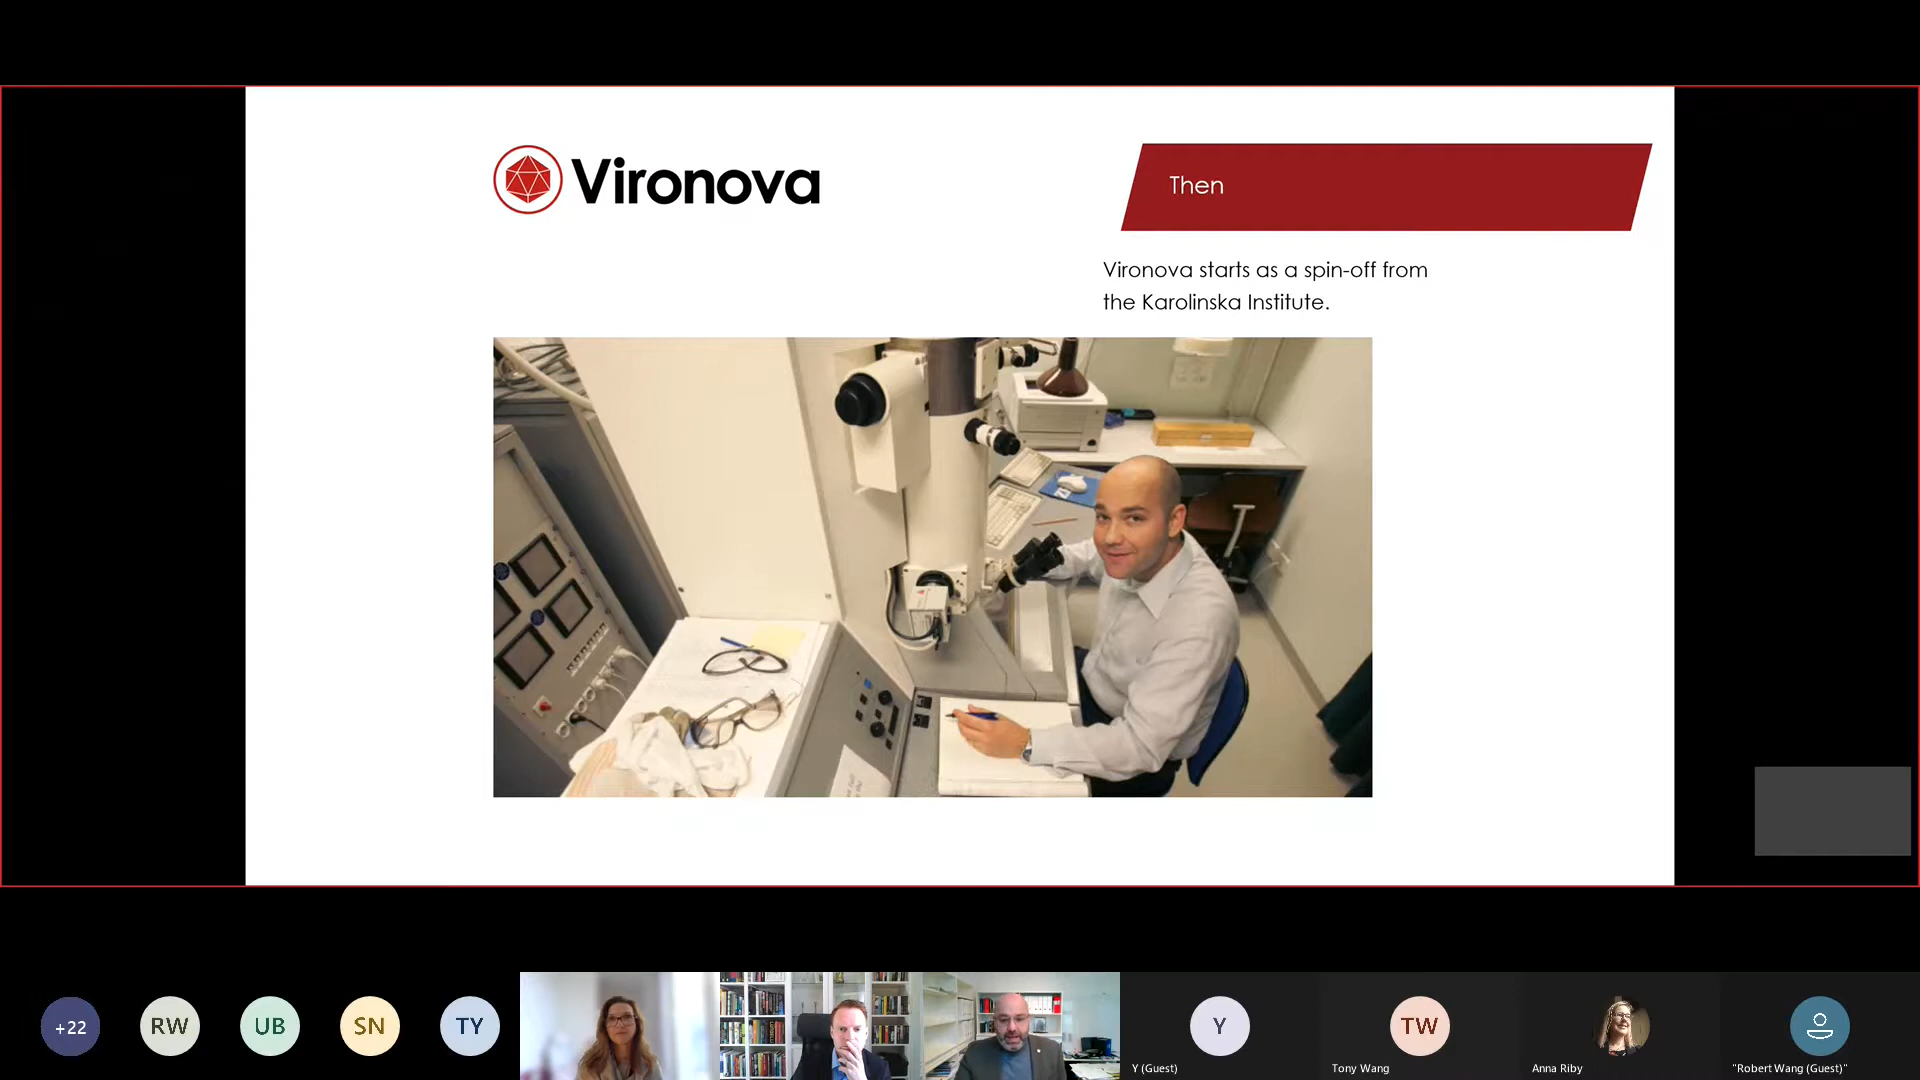 Vironova
Then
Vironova starts as a spin-off from
the Karolinska Institute.
+22
RW
UB
SN
TY
Y
TW
Y (Guest)
Tony Wang
Anna Riby
"Robert Wang (Guest)"